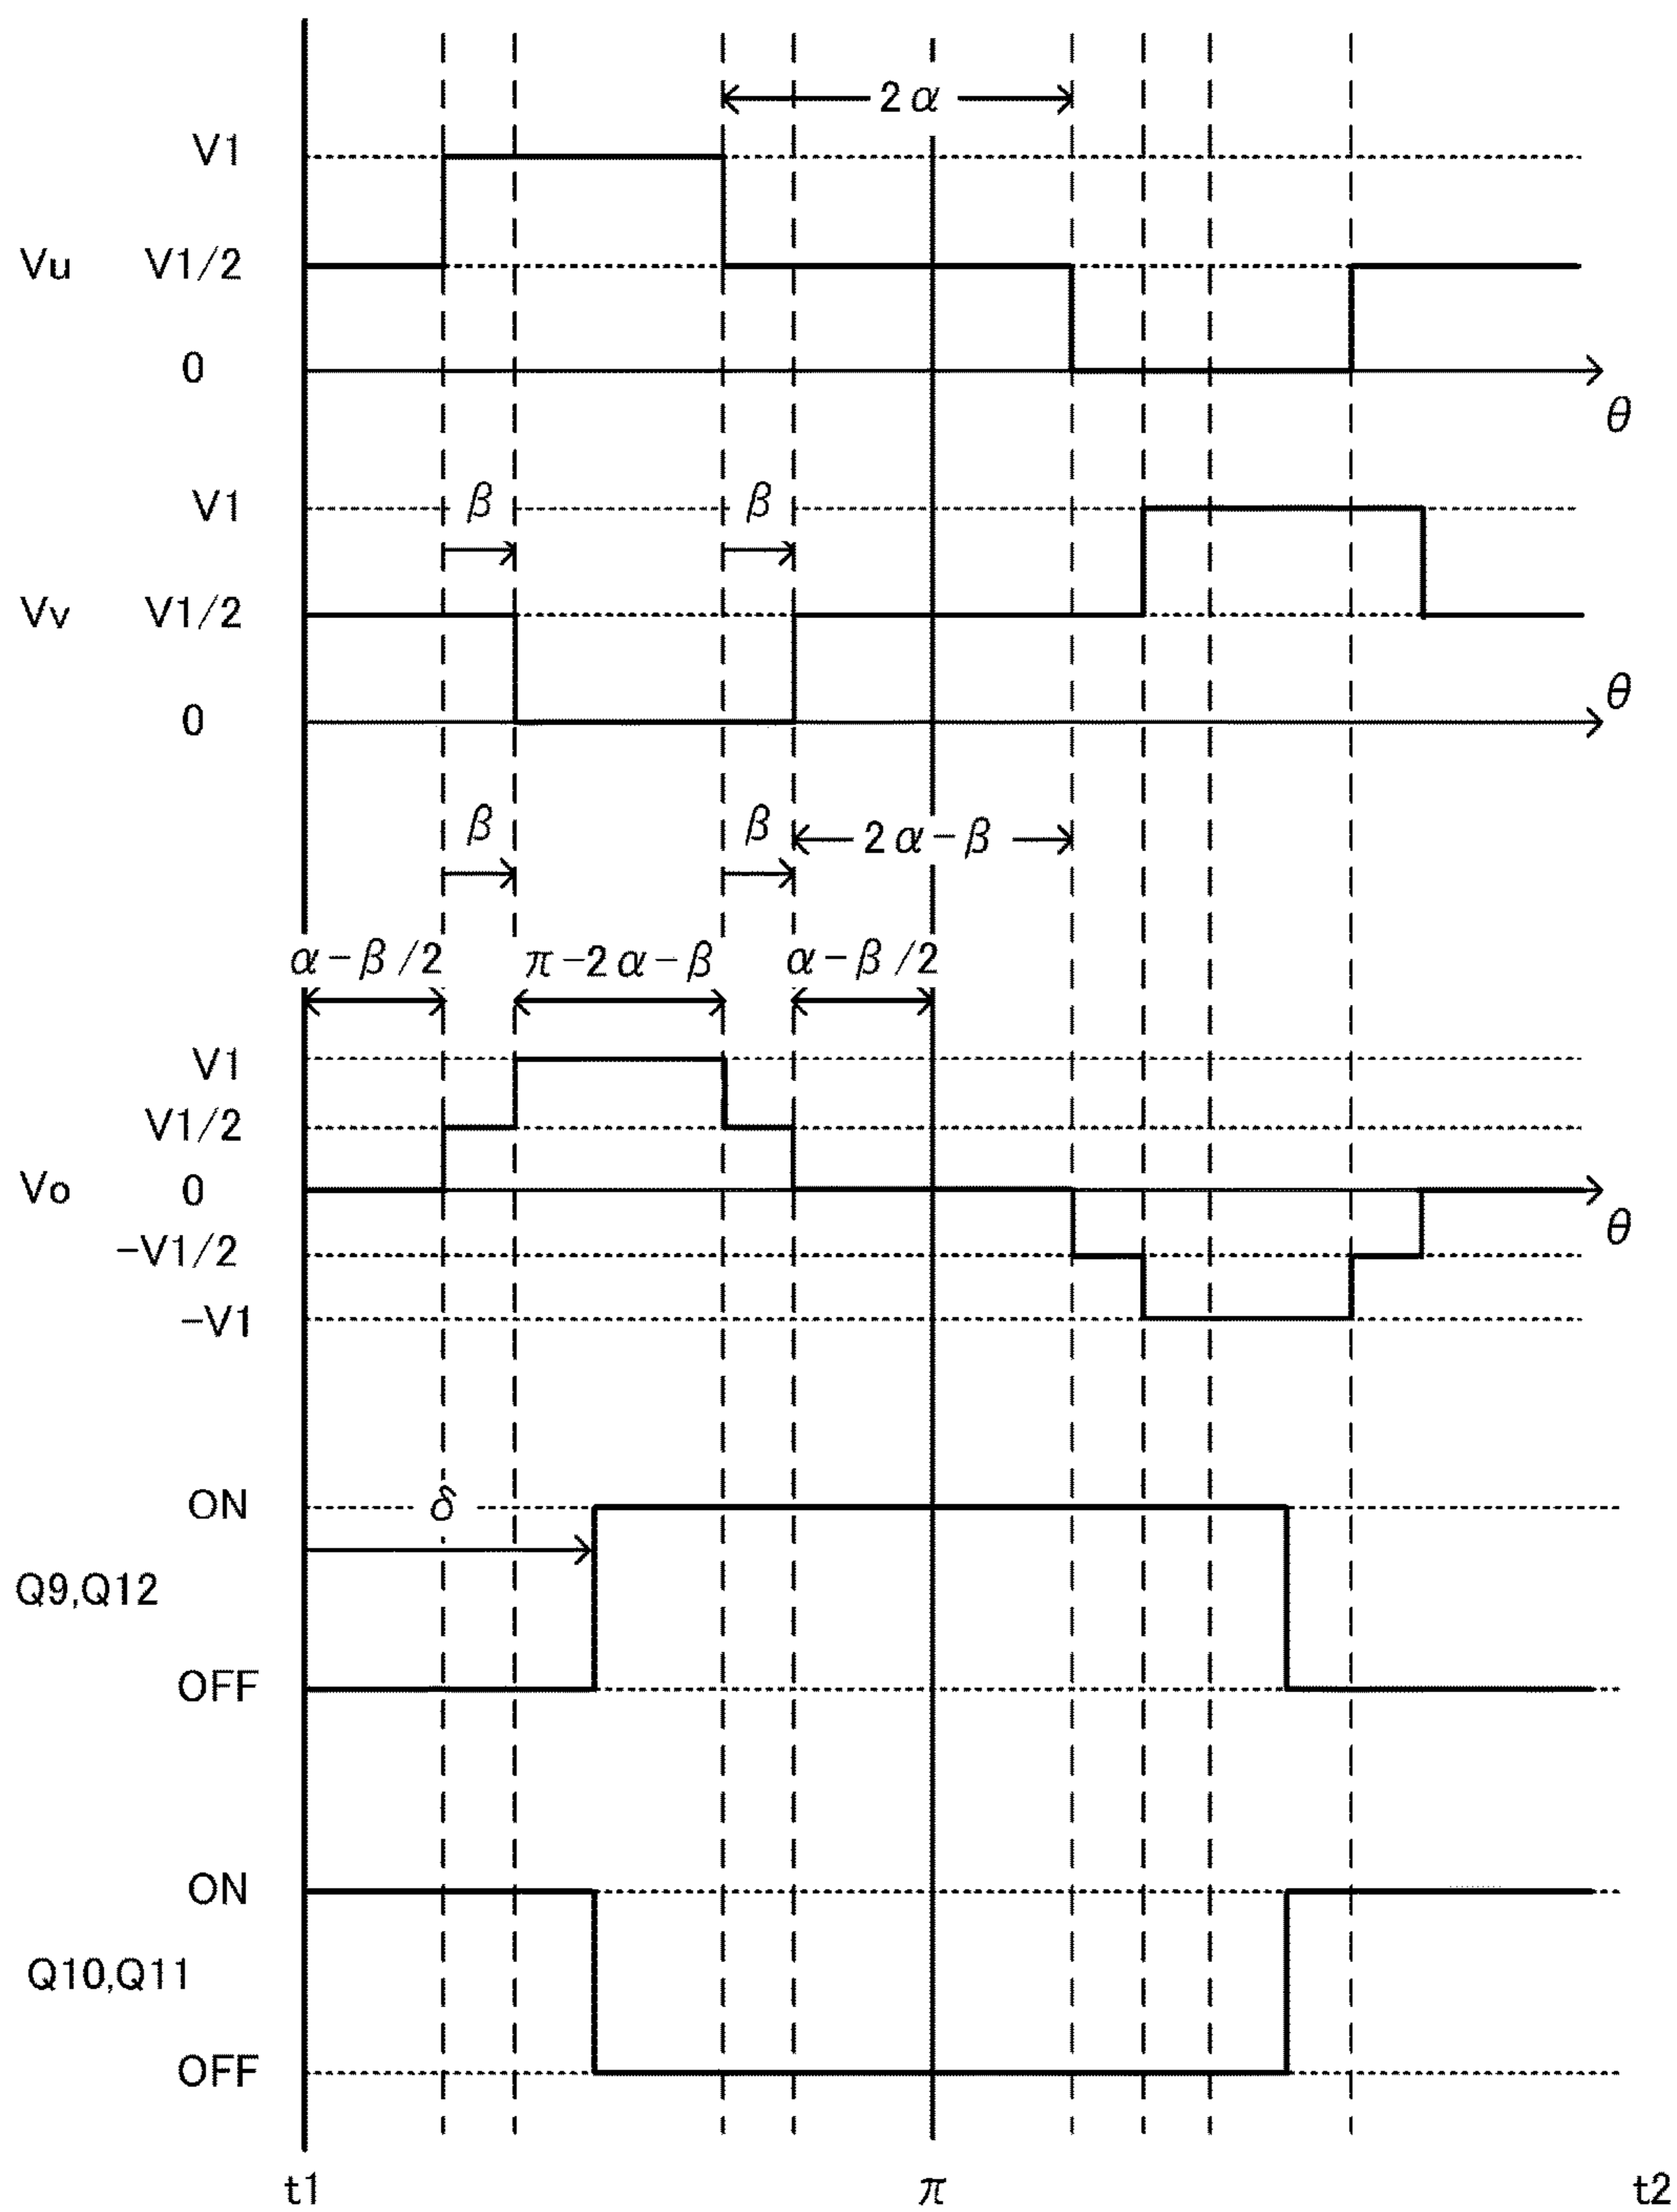 2α
V1
Vu V1/2
0
θ
V1
β β
Vv V1/2
θ
0
β β 2α-β
α-β/2 π-2α-β α-β/2
V1
V1/2
Vo 0
θ
-V1/2
-V1
ON δ
Q9,Q12
OFF
ON
Q10,Q11
OFF
t1 π t2